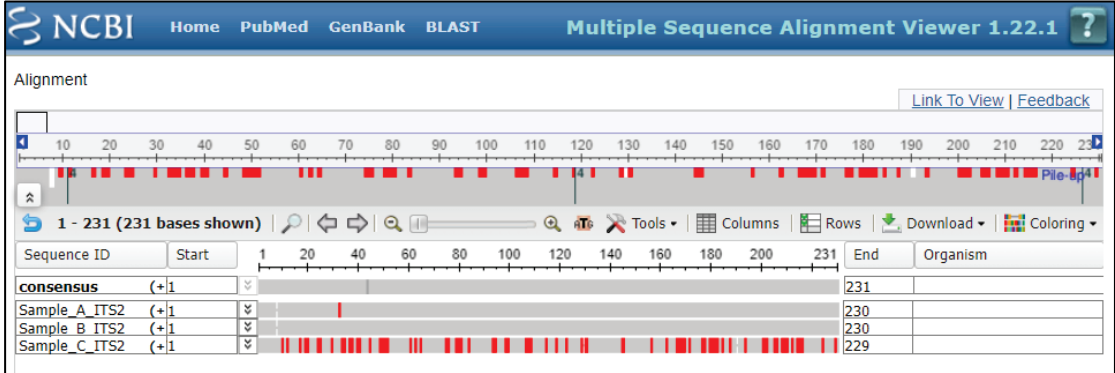 NCBI Home PubMed GenBank BLAST Multiple Sequence Alignment Viewer 1.22.1 ?
Alignment
Link To View | Feedback
10 20 30 40 50 60 70 80 90 100 110 120 130 140 150 160 170 180 190 200 210 220
4 4 Pile-up 4
1 - 231 (231 bases shown) ATG Tools Columns Rows Download Coloring
Sequence ID Start 1 20 40 60 80 100 120 140 160 180 200 231 End Organism
consensus (+ 1 231
Sample_A_ITS2 (+ 1 230
Sample_B_ITS2 (+ 1 230
Sample_C_ITS2 (+ 1 229